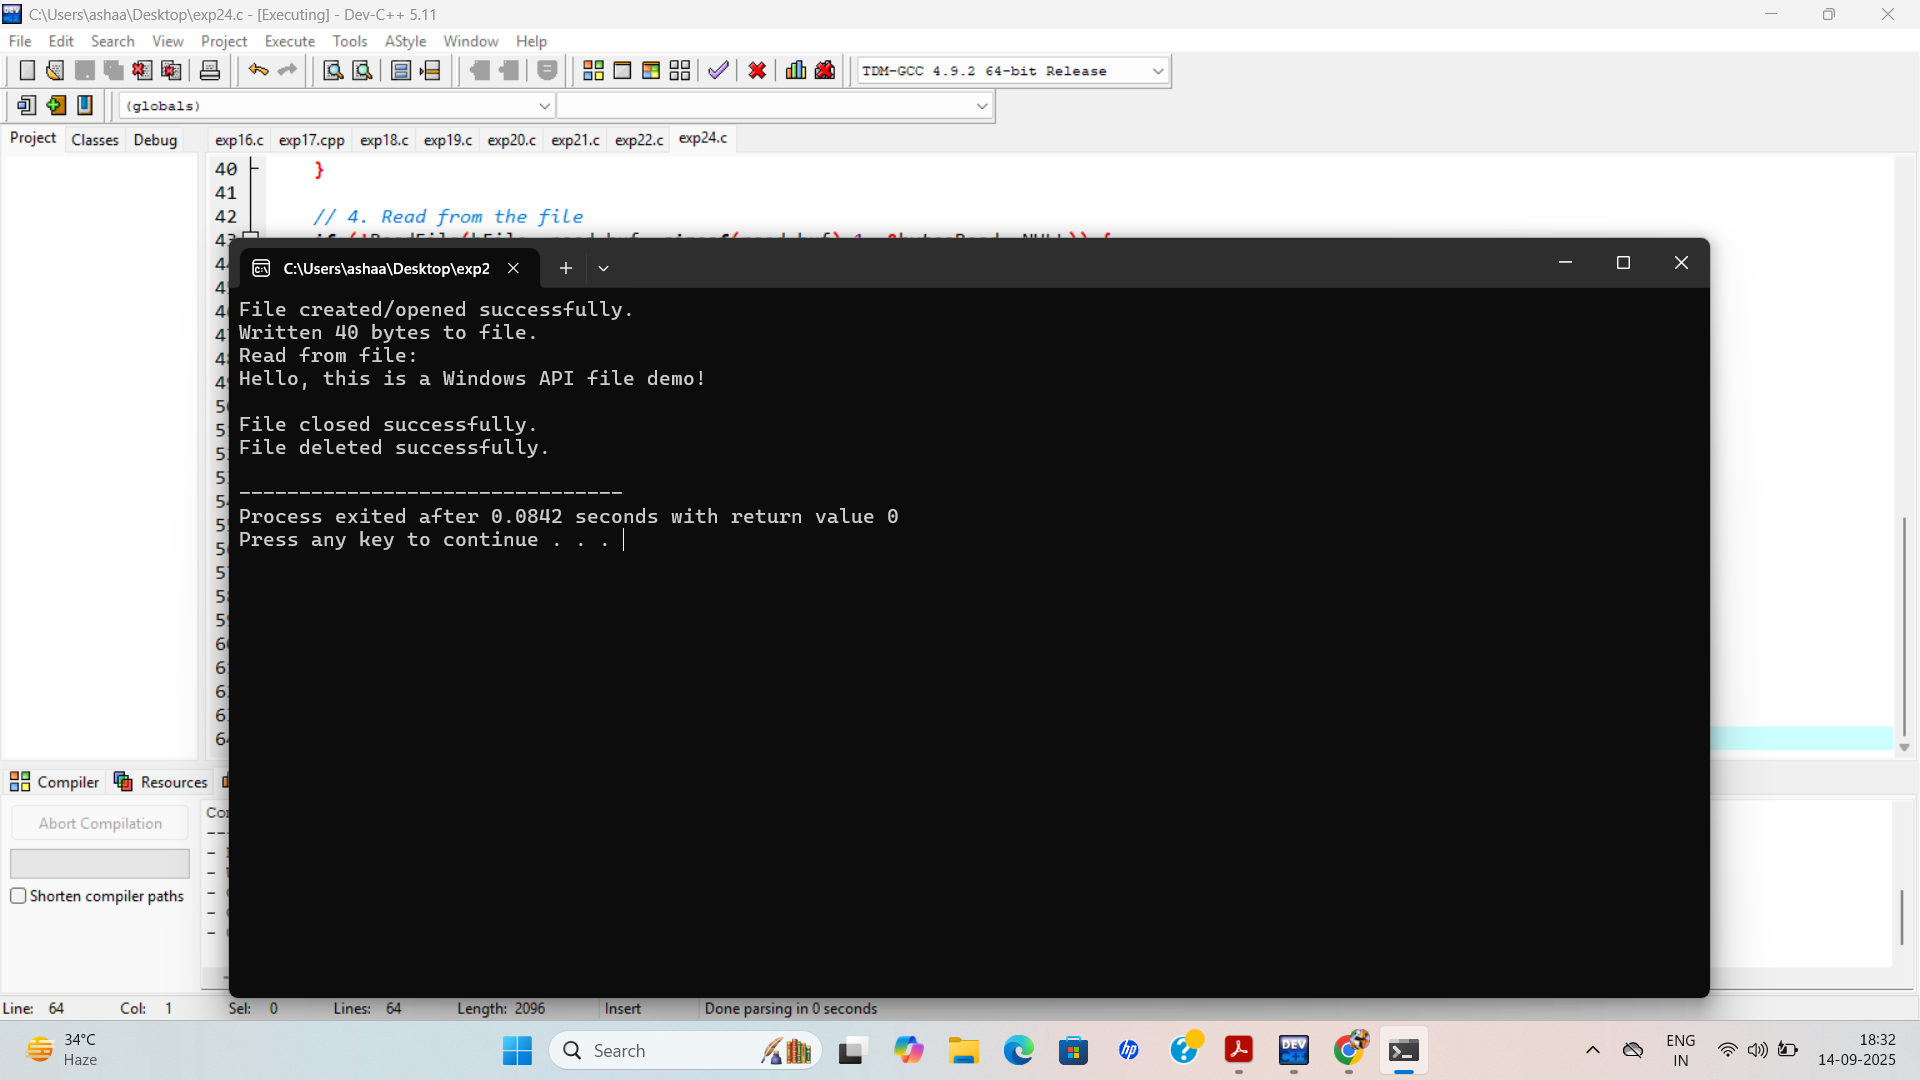 C:\Users\ashaa\Desktop\exp24.c - [Executing] - Dev-C++ 5.11
File Edit Search View Project Execute Tools AStyle Window Help
TDM-GCC 4.9.2 64-bit Release
(globals)
Project Classes Debug exp16.c exp17.cpp exp18.c exp19.c exp20.c exp21.c exp22.c exp24.c
40 }
41
42 // 4. Read from the file
43
C:\Users\ashaa\Desktop\exp2
File created/opened successfully.
Written 40 bytes to file.
Read from file:
Hello, this is a Windows API file demo!
File closed successfully.
File deleted successfully.
--------------------------------
Process exited after 0.0842 seconds with return value 0
Press any key to continue . . .
Compiler Resources
Abort Compilation
Shorten compiler paths
Line: 64 Col: 1 Sel: 0 Lines: 64 Length: 2096 Insert Done parsing in 0 seconds
34°C
Haze
Search
DEV
hp
ENG
IN
18:32
14-09-2025